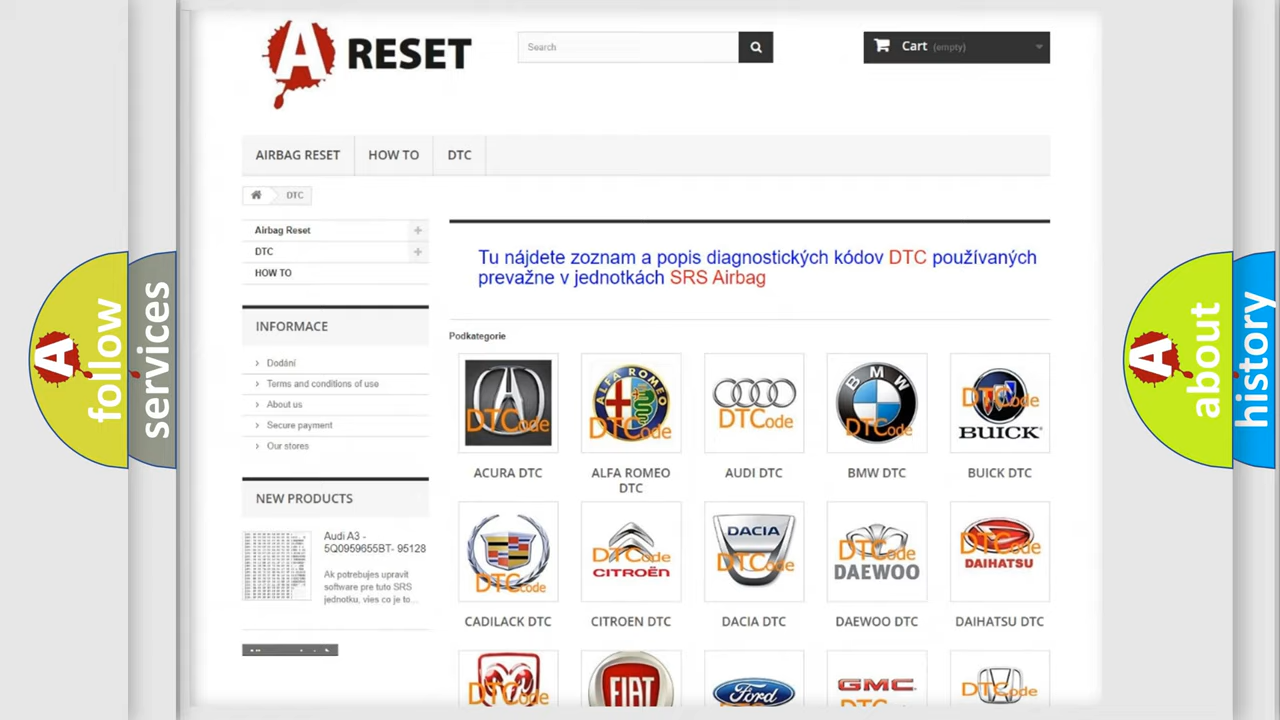 A RESET
Search
Cart (empty)
AIRBAG RESET
HOW TO
DTC
DTC
Airbag Reset
DTC
HOW TO
Tu nájdete zoznam a popis diagnostických kódov DTC používaných
prevažne v jednotkách SRS Airbag
INFORMACE
Dodání
Terms and conditions of use
About us
Secure payment
Our stores
Podkategorie
DTCode
ALFA ROMEO
DTCode
DTCode
BMW
DTCode
DTCode
BUICK
ACURA DTC
ALFA ROMEO
DTC
AUDI DTC
BMW DTC
BUICK DTC
NEW PRODUCTS
Audi A3 -
5Q0959655BT- 95128
Ak potrebujes upravit
software pre tuto SRS
jednotku, vies co je to...
DTCode
DTCode
CITROËN
DACIA
DTCode
DTCode
DAEWOO
DTCode
DAIHATSU
CADILACK DTC
CITROEN DTC
DACIA DTC
DAEWOO DTC
DAIHATSU DTC
DTCode
FIAT
Ford
GMC
DTCode
A follow
services
A about
history